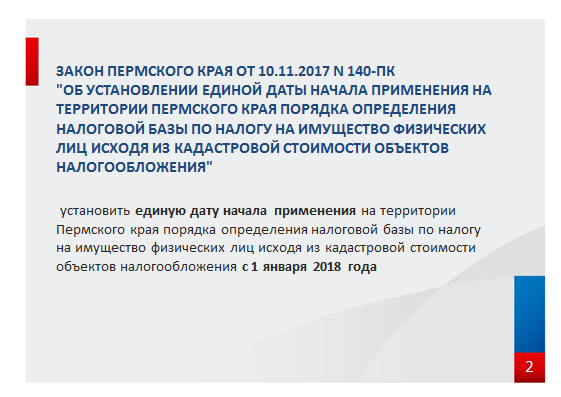 ЗАКОН ПЕРМСКОГО КРАЯ ОТ 10.11.2017 N 140-ПК
"ОБ УСТАНОВЛЕНИИ ЕДИНОЙ ДАТЫ НАЧАЛА ПРИМЕНЕНИЯ НА
ТЕРРИТОРИИ ПЕРМСКОГО КРАЯ ПОРЯДКА ОПРЕДЕЛЕНИЯ
НАЛОГОВОЙ БАЗЫ ПО НАЛОГУ НА ИМУЩЕСТВО ФИЗИЧЕСКИХ
ЛИЦ ИСХОДЯ ИЗ КАДАСТРОВОЙ СТОИМОСТИ ОБЪЕКТОВ
НАЛОГООБЛОЖЕНИЯ"
установить единую дату начала применения на территории
Пермского края порядка определения налоговой базы по налогу
на имущество физических лиц исходя из кадастровой стоимости
объектов налогообложения с 1 января 2018 года
2